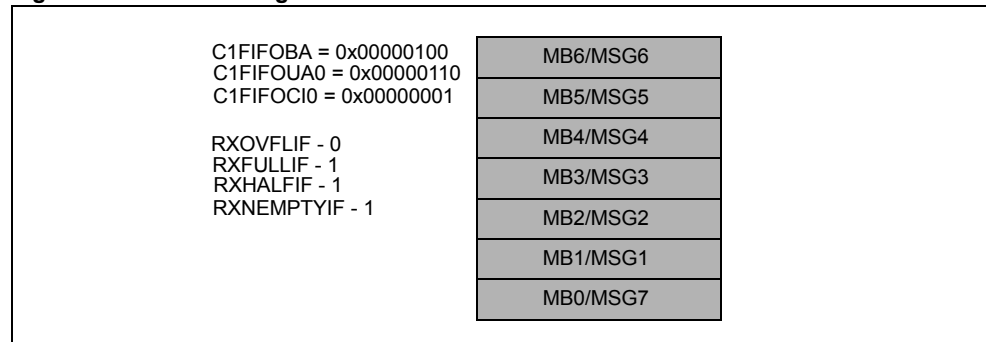 C1FIFOBA = 0x00000100
C1FIFOUA0 = 0x00000110
C1FIFOCI0 = 0x00000001
RXOVFLIF - 0
RXFULLIF - 1
RXHALFIF - 1
RXNEMPTYIF - 1
MB6/MSG6
MB5/MSG5
MB4/MSG4
MB3/MSG3
MB2/MSG2
MB1/MSG1
MB0/MSG7